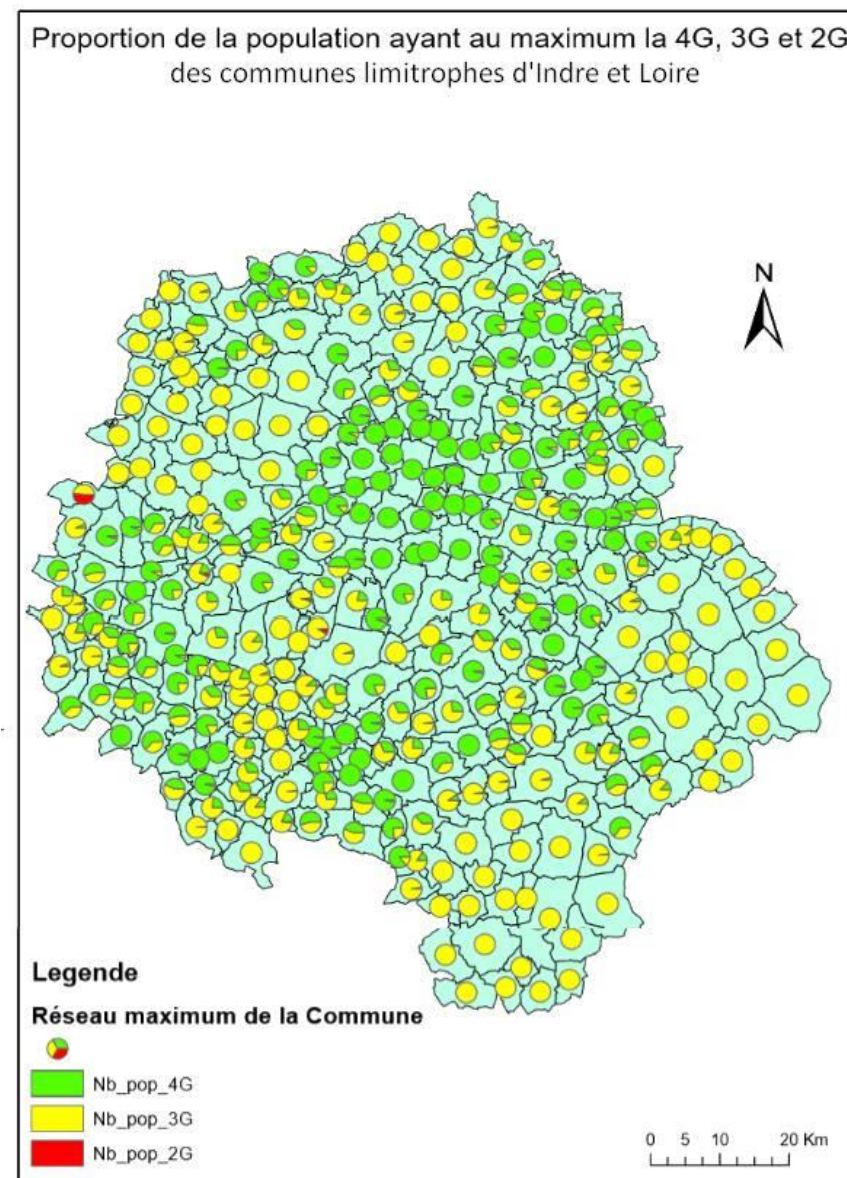 Proportion de la population ayant au maximum la 4G, 3G et 2G
des communes limitrophes d'Indre et Loire
N
Legende
Réseau maximum de la Commune
Nb_pop_4G
Nb_pop_3G
Nb_pop_2G
0 5 10 20 Km